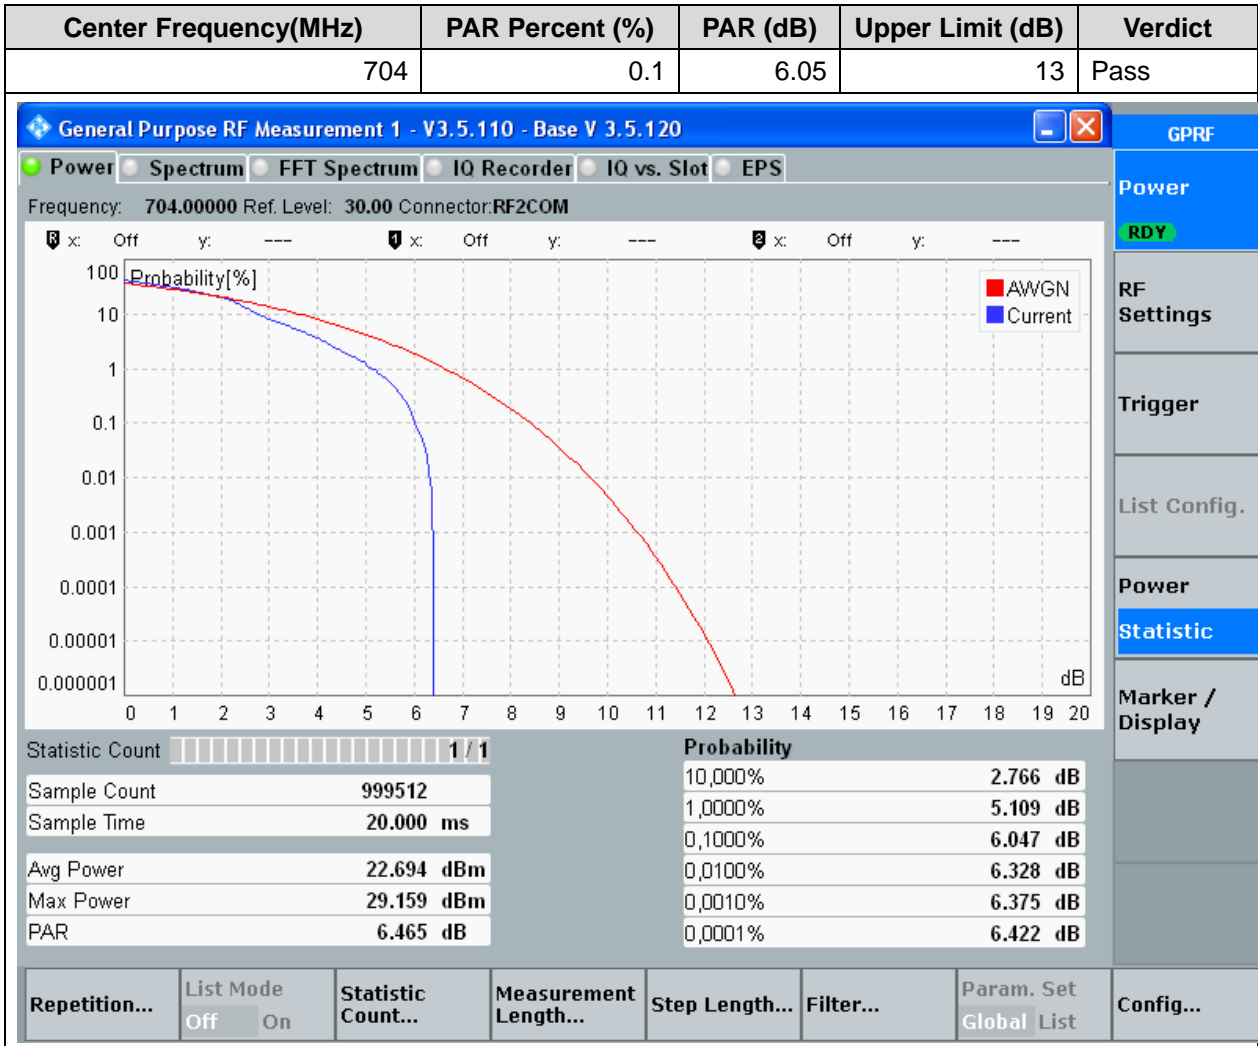 Center Frequency(MHz) PAR Percent (%) PAR (dB) Upper Limit (dB) Verdict
704 0.1 6.05 13 Pass
General Purpose RF Measurement 1 - V3.5.110 - Base V 3.5.120
GPRF
Power Spectrum FFT Spectrum IQ Recorder IQ vs. Slot EPS
Power
RDY
Frequency: 704.00000 Ref. Level: 30.00 Connector:RF2COM
R x: Off y: --- 1 x: Off y: --- 2 x: Off y: ---
Probability[%]
AWGN
Current
100
10
1
0.1
0.01
0.001
0.0001
0.00001
0.000001
dB
0 1 2 3 4 5 6 7 8 9 10 11 12 13 14 15 16 17 18 19 20
RF
Settings
Trigger
List Config.
Power
Statistic
Marker /
Display
Statistic Count 1 / 1
Sample Count 999512
Sample Time 20.000 ms
Avg Power 22.694 dBm
Max Power 29.159 dBm
PAR 6.465 dB
Probability
10,000% 2.766 dB
1,0000% 5.109 dB
0,1000% 6.047 dB
0,0100% 6.328 dB
0,0010% 6.375 dB
0,0001% 6.422 dB
Repetition...
List Mode
Off On
Statistic
Count...
Measurement
Length...
Step Length...
Filter...
Param. Set
Global List
Config...